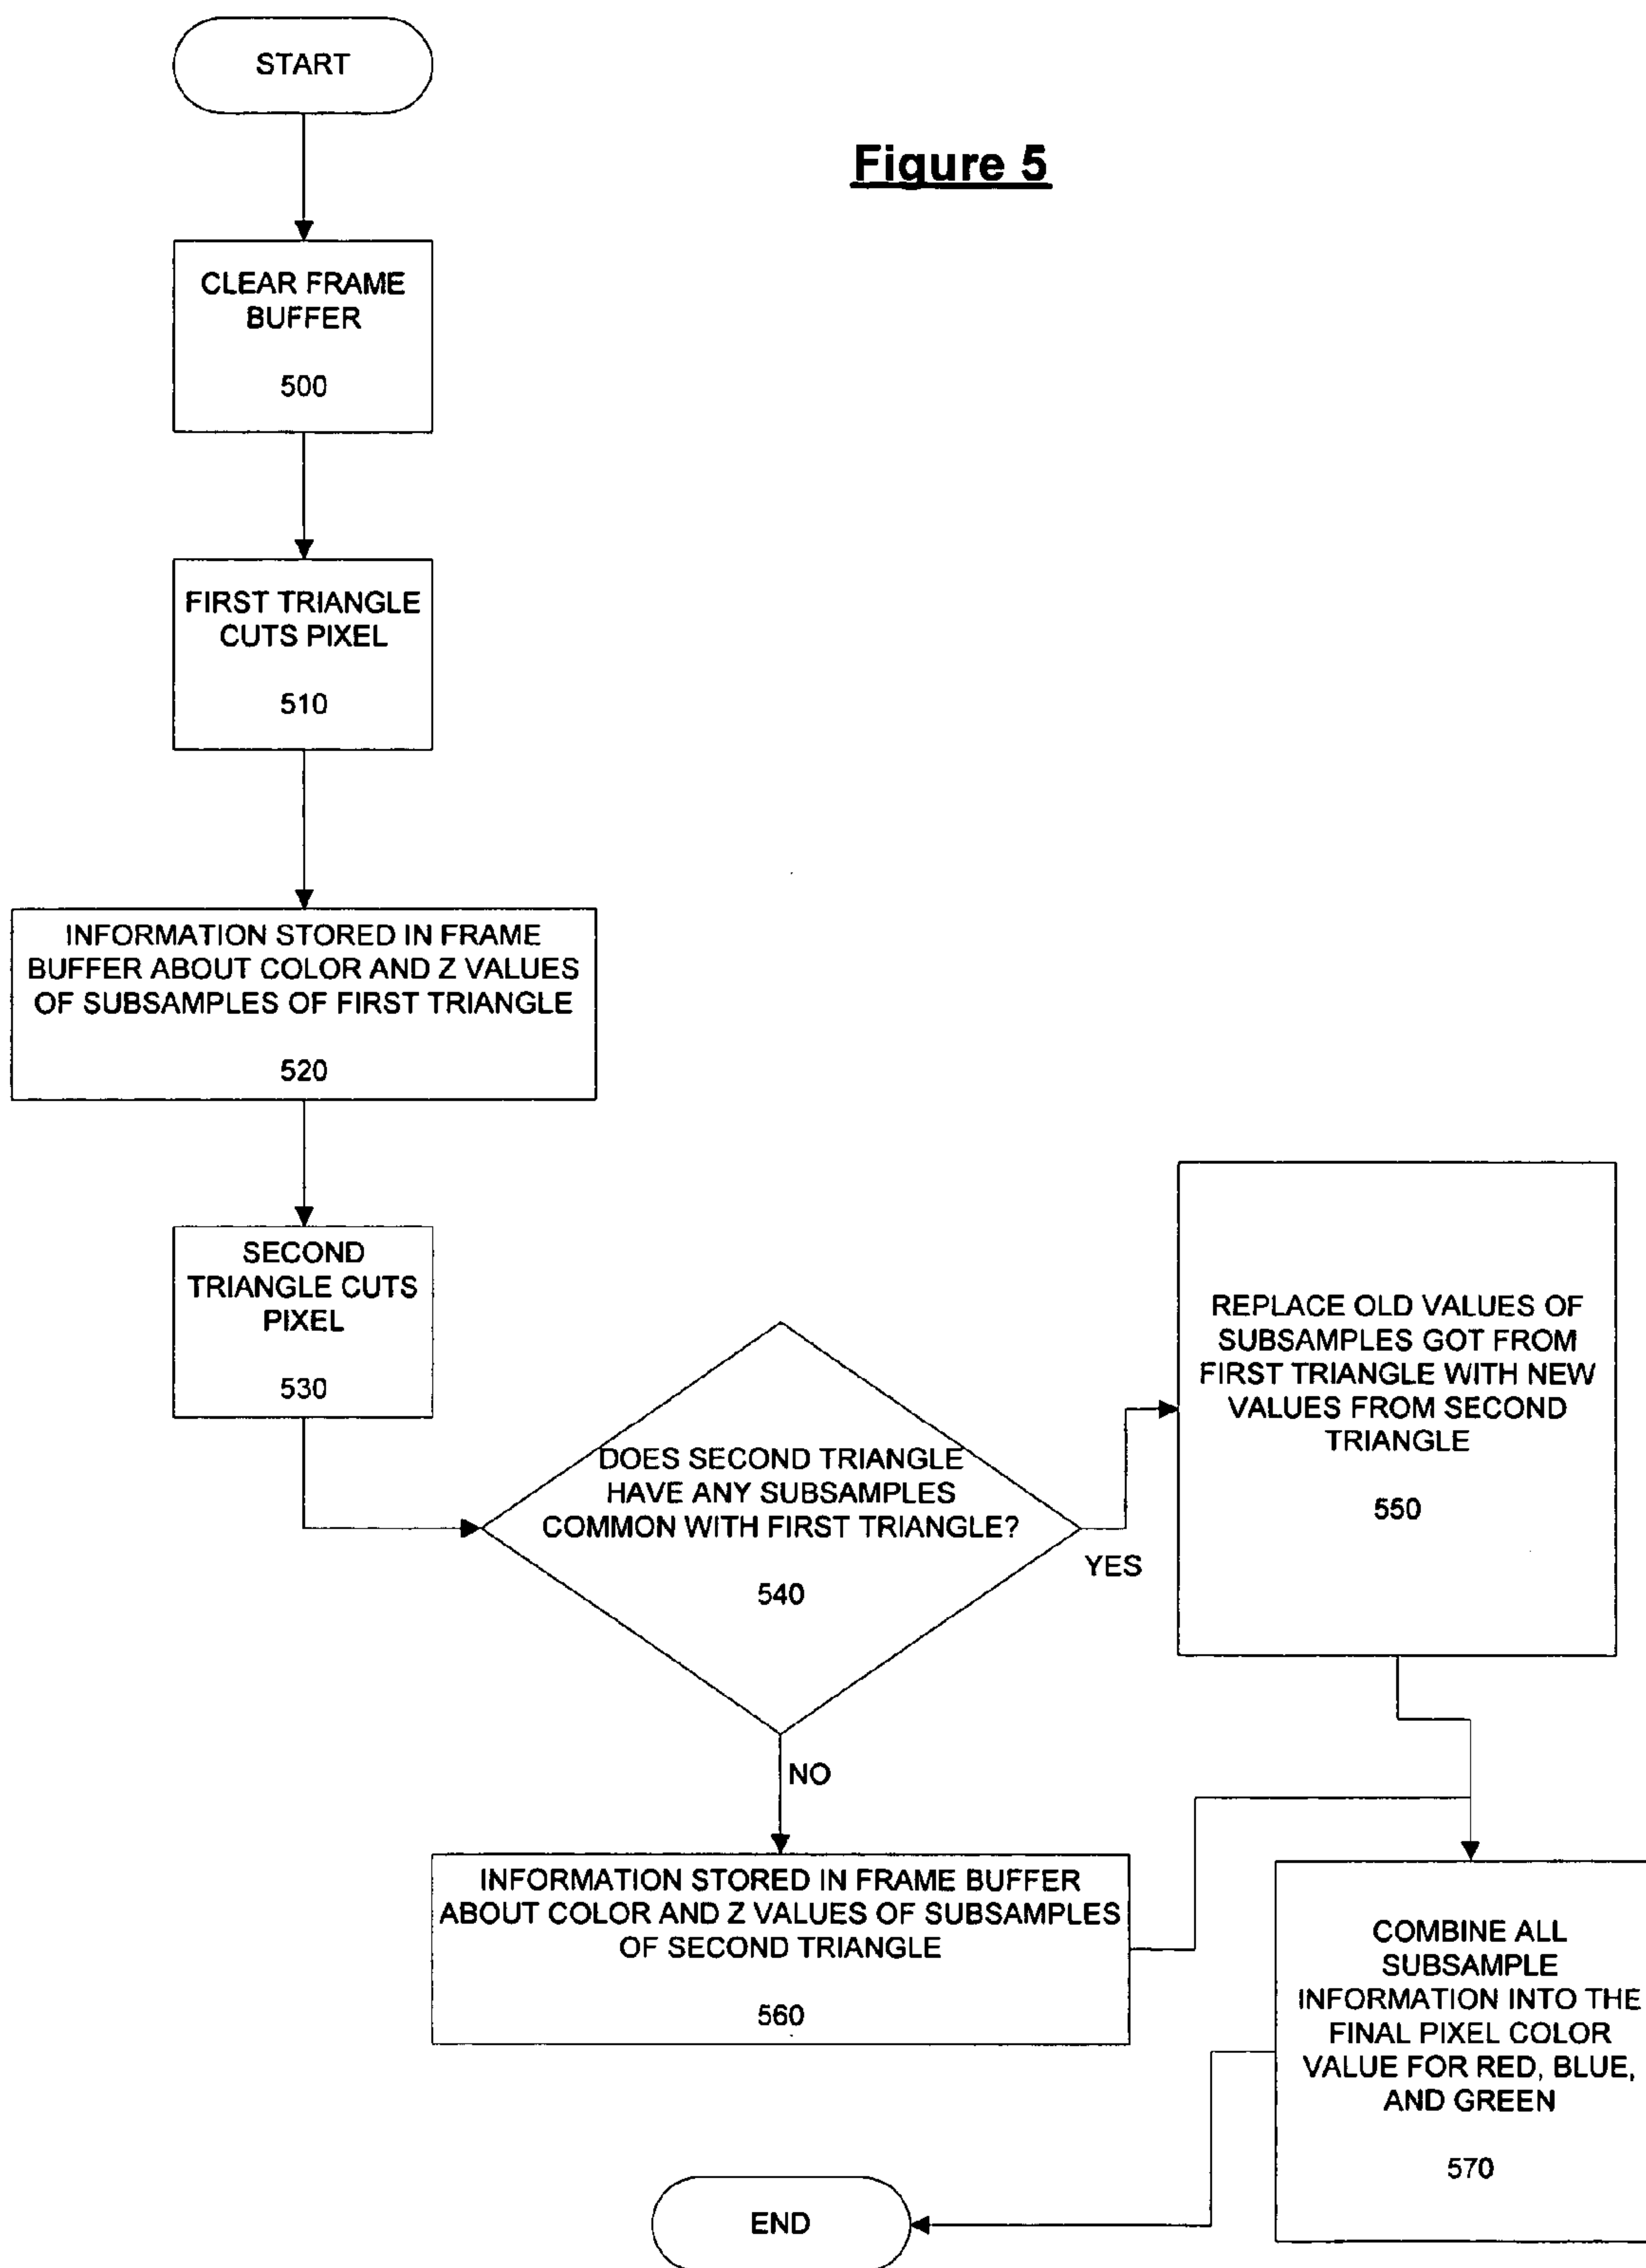 START
Figure 5
CLEAR FRAME
BUFFER
500
FIRST TRIANGLE
CUTS PIXEL
510
INFORMATION STORED IN FRAME
BUFFER ABOUT COLOR AND Z VALUES
OF SUBSAMPLES OF FIRST TRIANGLE
520
SECOND
TRIANGLE CUTS
PIXEL
530
DOES SECOND TRIANGLE
HAVE ANY SUBSAMPLES
COMMON WITH FIRST TRIANGLE?
540
YES
REPLACE OLD VALUES OF
SUBSAMPLES GOT FROM
FIRST TRIANGLE WITH NEW
VALUES FROM SECOND
TRIANGLE
550
NO
INFORMATION STORED IN FRAME BUFFER
ABOUT COLOR AND Z VALUES OF SUBSAMPLES
OF SECOND TRIANGLE
560
COMBINE ALL
SUBSAMPLE
INFORMATION INTO THE
FINAL PIXEL COLOR
VALUE FOR RED, BLUE,
AND GREEN
570
END